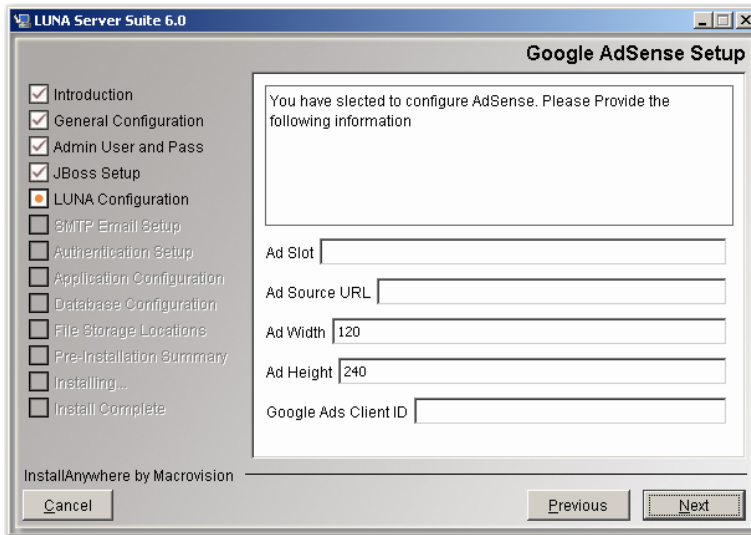 LUNA Server Suite 6.0
Google AdSense Setup
Introduction
General Configuration
Admin User and Pass
JBoss Setup
LUNA Configuration
SMTP Email Setup
Authentication Setup
Application Configuration
Database Configuration
File Storage Locations
Pre-Installation Summary
Installing...
Install Complete
You have slected to configure AdSense. Please Provide the
following information
Ad Slot
Ad Source URL
Ad Width 120
Ad Height 240
Google Ads Client ID
InstallAnywhere by Macrovision
Cancel
Previous
Next